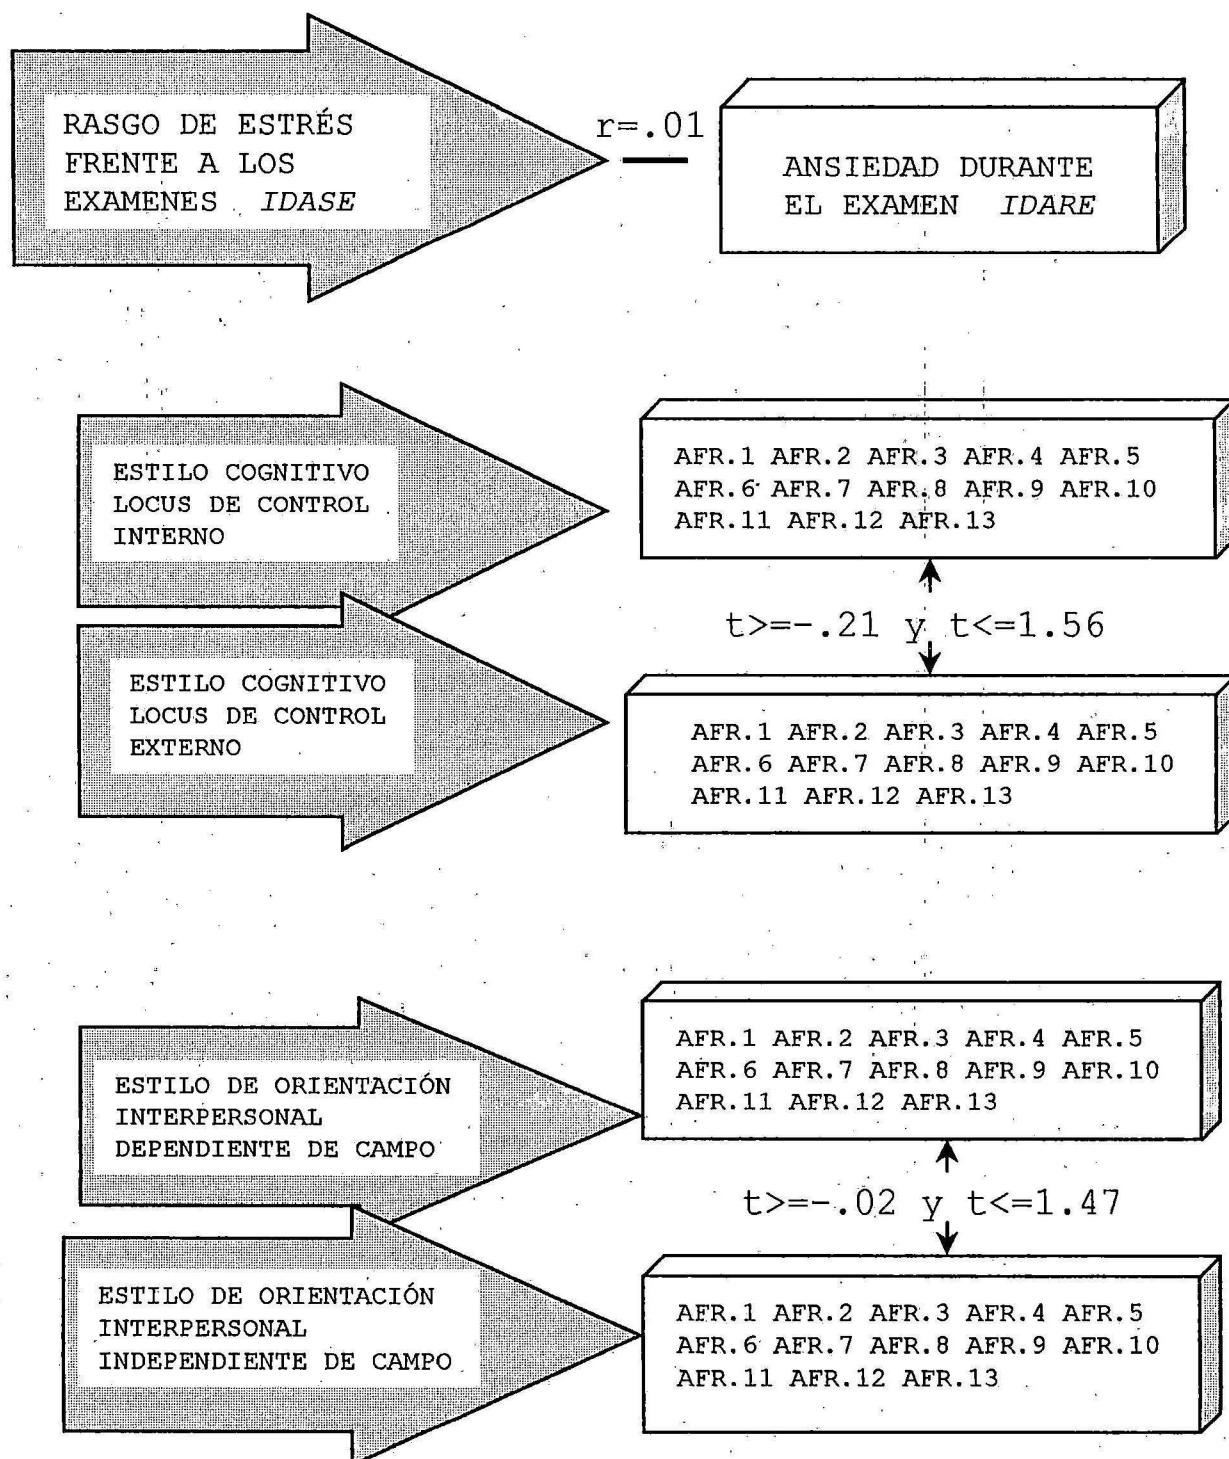 RASGO DE ESTRÉS
FRENTE A LOS
EXAMENES IDASE
r=.01
ANSIEDAD DURANTE
EL EXAMEN IDARE
ESTILO COGNITIVO
LOCUS DE CONTROL
INTERNO
AFR.1 AFR.2 AFR.3 AFR.4 AFR.5
AFR.6 AFR.7 AFR.8 AFR.9 AFR.10
AFR.11 AFR.12 AFR.13
t>=-.21 y t<=1.56
ESTILO COGNITIVO
LOCUS DE CONTROL
EXTERNO
AFR.1 AFR.2 AFR.3 AFR.4 AFR.5
AFR.6 AFR.7 AFR.8 AFR.9 AFR.10
AFR.11 AFR.12 AFR.13
ESTILO DE ORIENTACIÓN
INTERPERSONAL
DEPENDIENTE DE CAMPO
AFR.1 AFR.2 AFR.3 AFR.4 AFR.5
AFR.6 AFR.7 AFR.8 AFR.9 AFR.10
AFR.11 AFR.12 AFR.13
t>=-.02 y t<=1.47
ESTILO DE ORIENTACIÓN
INTERPERSONAL
INDEPENDIENTE DE CAMPO
AFR.1 AFR.2 AFR.3 AFR.4 AFR.5
AFR.6 AFR.7 AFR.8 AFR.9 AFR.10
AFR.11 AFR.12 AFR.13